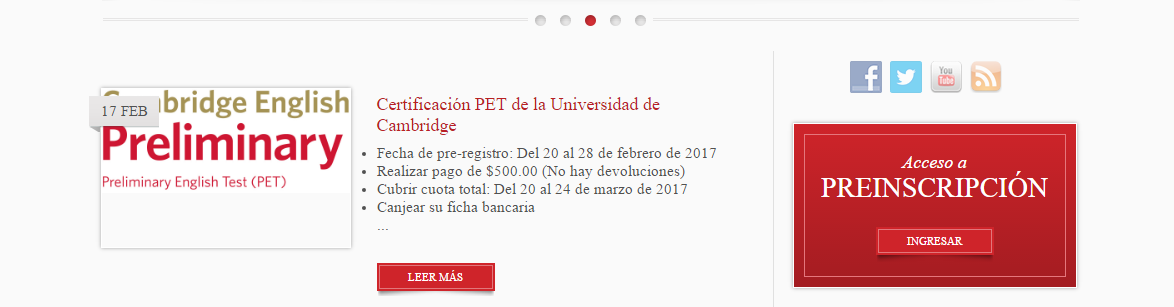 17 FEB
Cambridge English
Preliminary
Preliminary English Test (PET)
Certificación PET de la Universidad de
Cambridge
Fecha de pre-registro: Del 20 al 28 de febrero de 2017
Realizar pago de $500.00 (No hay devoluciones)
Cubrir cuota total: Del 20 al 24 de marzo de 2017
Canjear su ficha bancaria
...
LEER MÁS
You
Tube
Acceso a
PREINSCRIPCIÓN
INGRESAR